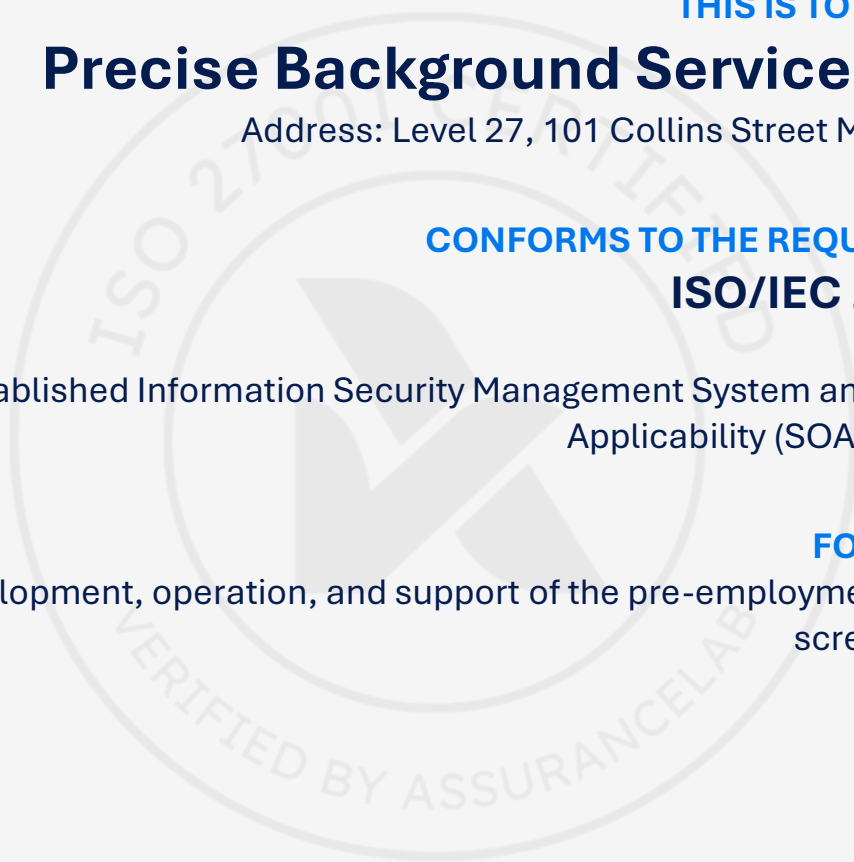 THIS IS TO
Precise Background Service
Address: Level 27, 101 Collins Street M
CONFORMS TO THE REQU
ISO/IEC
ablished Information Security Management System an
Applicability (SOA
FO
lopment, operation, and support of the pre-employme
scre
ISO 27001 CERTIFIED
VERIFIED BY ASSURANCELAB